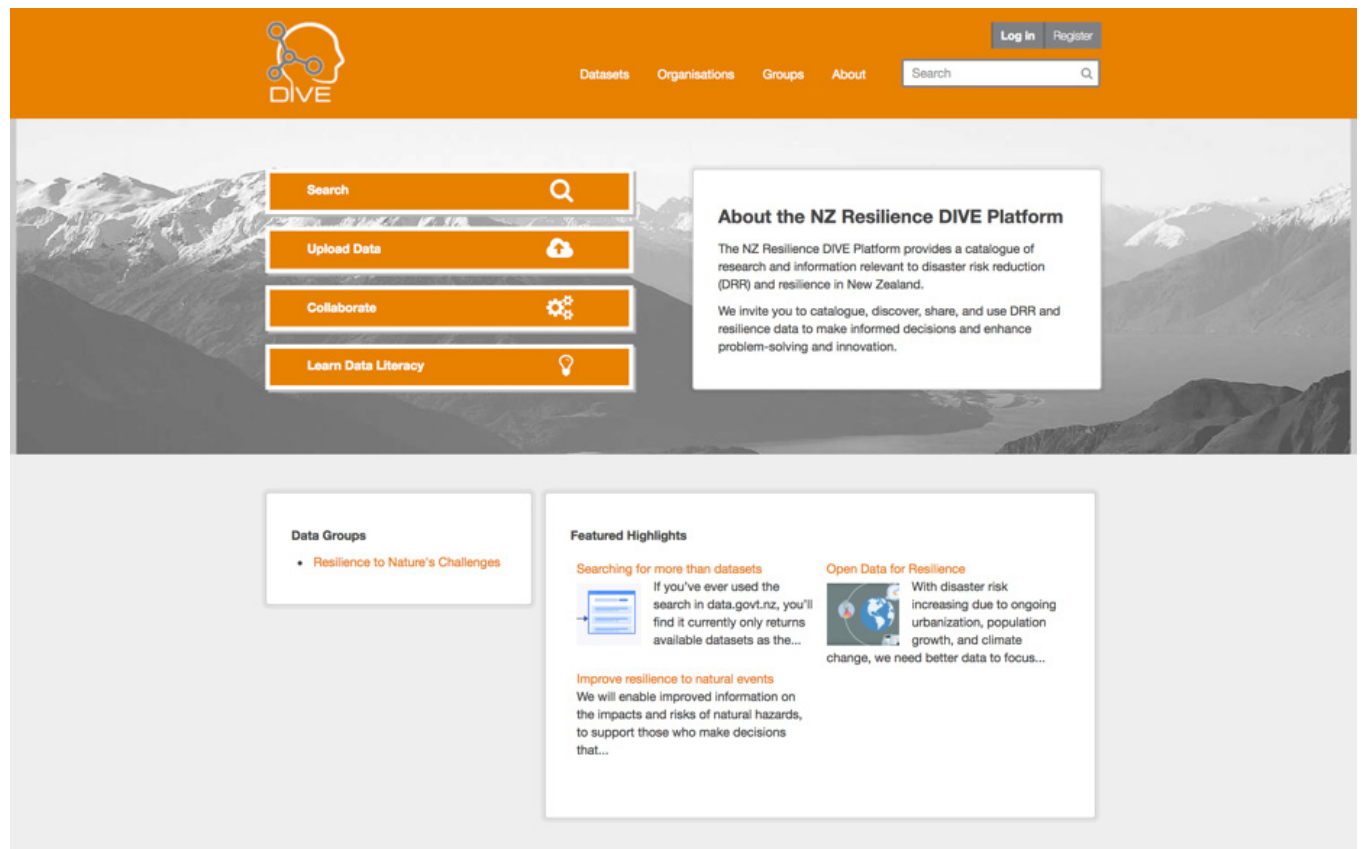 DIVE
Log in Register
Datasets Organisations Groups About Search
Search
Upload Data
Collaborate
Learn Data Literacy
About the NZ Resilience DIVE Platform
The NZ Resilience DIVE Platform provides a catalogue of
research and information relevant to disaster risk reduction
(DRR) and resilience in New Zealand.
We invite you to catalogue, discover, share, and use DRR and
resilience data to make informed decisions and enhance
problem-solving and innovation.
Data Groups
• Resilience to Nature's Challenges
Featured Highlights
Searching for more than datasets
If you've ever used the
search in data.govt.nz, you'll
find it currently only returns
available datasets as the...
Open Data for Resilience
With disaster risk
increasing due to ongoing
urbanization, population
growth, and climate
change, we need better data to focus...
Improve resilience to natural events
We will enable improved information on
the impacts and risks of natural hazards,
to support those who make decisions
that...